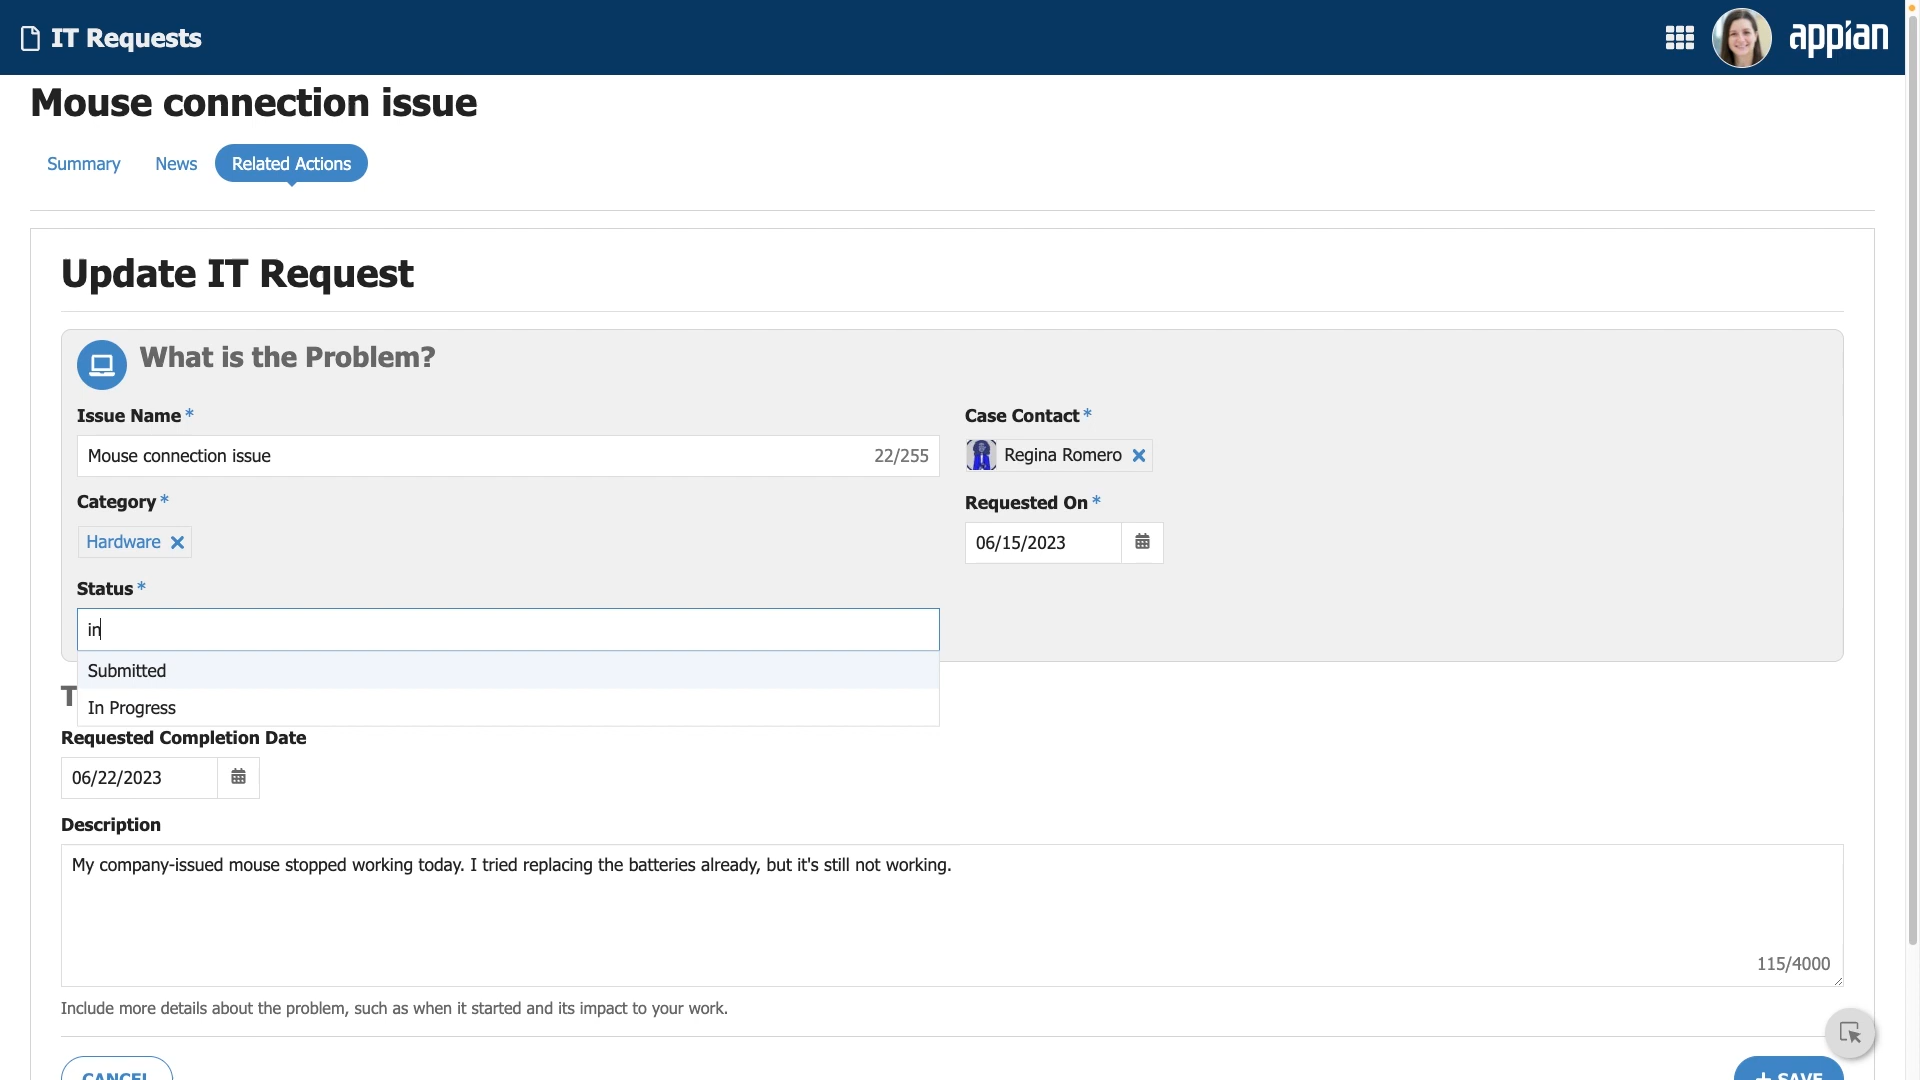 IT Requests
appian
Mouse connection issue
Summary News Related Actions
Update IT Request
What is the Problem?
Issue Name *
Mouse connection issue 22/255
Case Contact *
Regina Romero
Category *
Hardware
Requested On *
06/15/2023
Status *
in
Submitted
In Progress
T
Requested Completion Date
06/22/2023
Description
My company-issued mouse stopped working today. I tried replacing the batteries already, but it's still not working.
115/4000
Include more details about the problem, such as when it started and its impact to your work.
CANCEL
+ SAVE